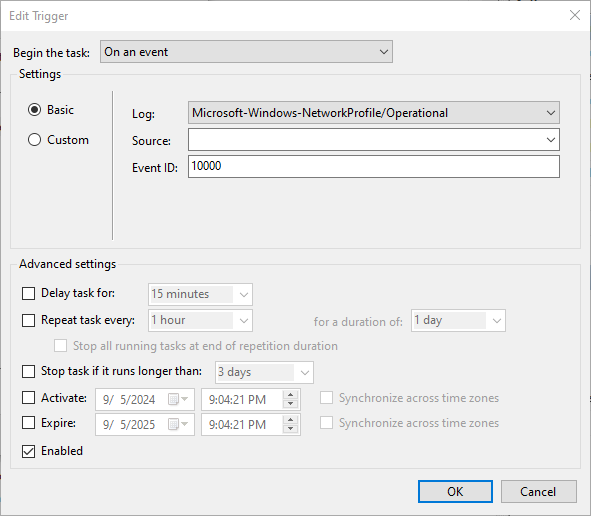 Edit Trigger
Begin the task: On an event
Settings
Basic
Custom
Log: Microsoft-Windows-NetworkProfile/Operational
Source:
Event ID: 10000
Advanced settings
Delay task for: 15 minutes
Repeat task every: 1 hour for a duration of: 1 day
Stop all running tasks at end of repetition duration
Stop task if it runs longer than: 3 days
Activate: 9/ 5/2024 9:04:21 PM Synchronize across time zones
Expire: 9/ 5/2025 9:04:21 PM Synchronize across time zones
Enabled
OK Cancel